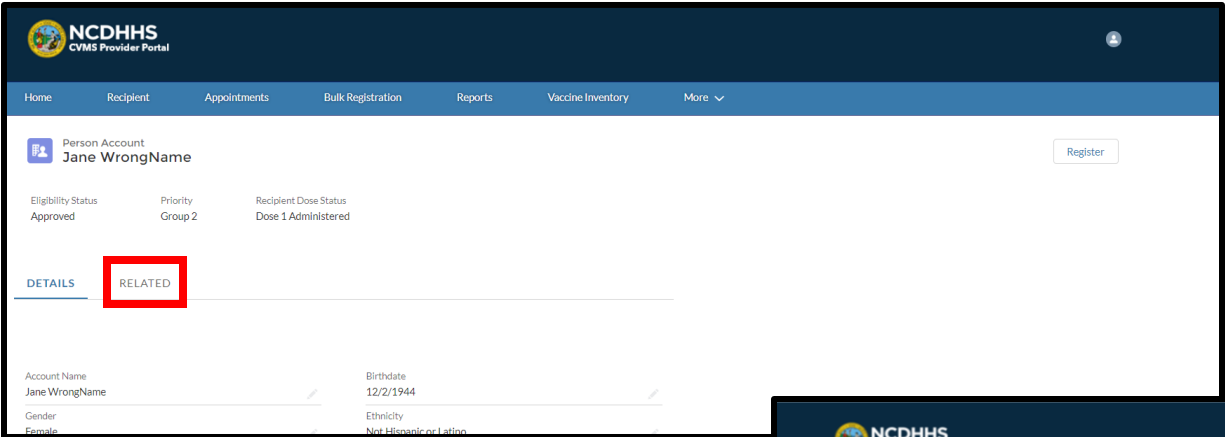 NCDHHS
CVMS Provider Portal
Home Recipient Appointments Bulk Registration Reports Vaccine Inventory More
Person Account
Jane WrongName
Register
Eligibility Status Priority Recipient Dose Status
Approved Group 2 Dose 1 Administered
DETAILS RELATED
Account Name Birthdate
Jane WrongName 12/2/1944
Gender Ethnicity
Female Not Hispanic or Latino
NCDHHS